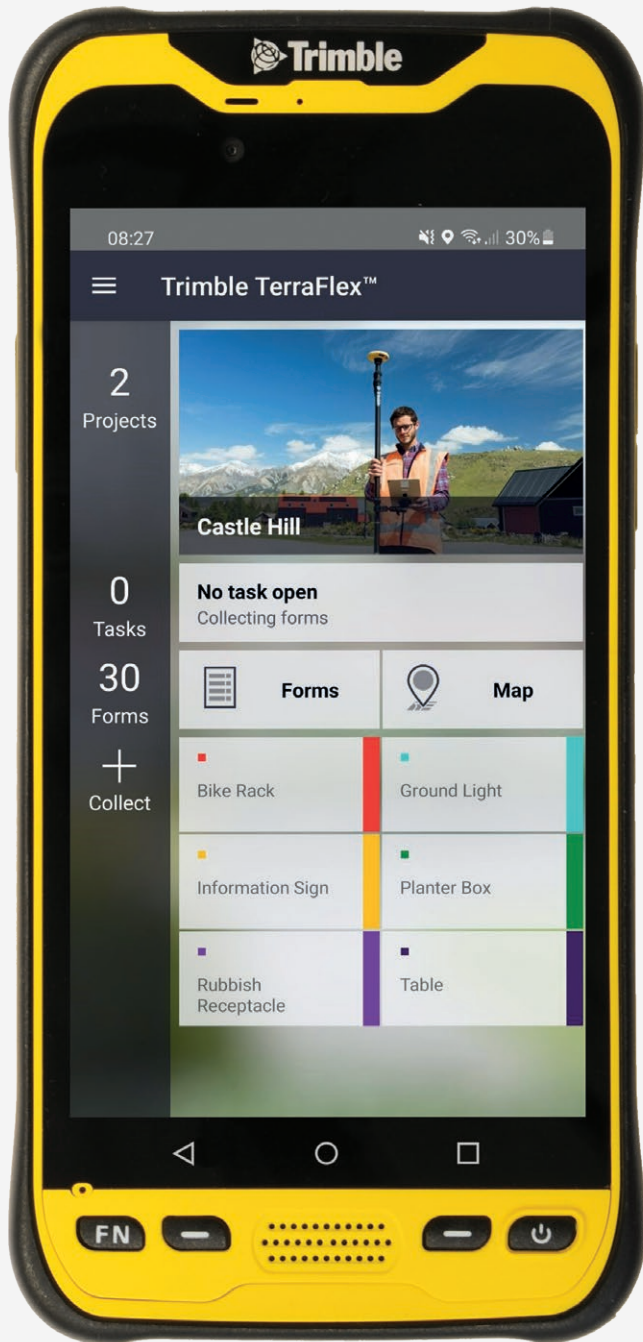 Trimble
08:27
30%
Trimble TerraFlex™
2
Projects
Castle Hill
0
Tasks
No task open
Collecting forms
30
Forms
Forms
Map
Collect
Bike Rack
Ground Light
Information Sign
Planter Box
Rubbish
Receptacle
Table
FN